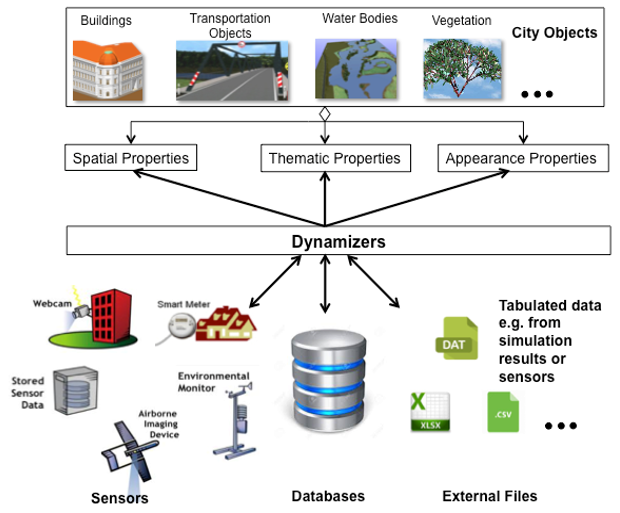 Buildings
Transportation
Objects
Water Bodies
Vegetation
City Objects
Spatial Properties
Thematic Properties
Appearance Properties
Dynamizers
Webcam
Smart Meter
Tabulated data
e.g. from
simulation
results or
sensors
DAT
Stored
Sensor
Data
Environmental
Monitor
Airborne
Imaging
Device
X
XLSX
.CSV
Sensors
Databases
External Files